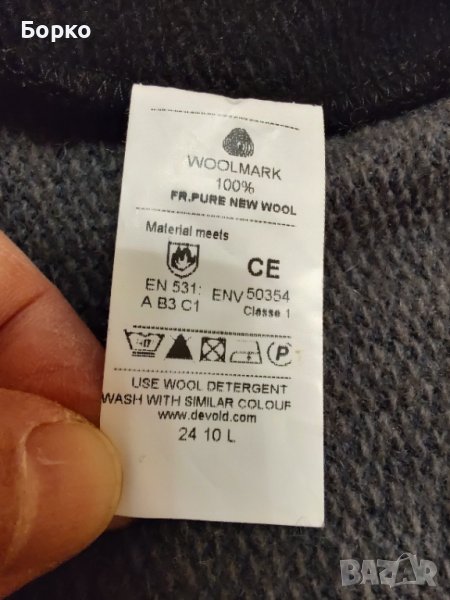 Борко
WOOLMARK
100%
FR.PURE NEW WOOL
Material meets
CE
EN 531: ENV 50354
A B3 C1 Classe 1
P
USE WOOL DETERGENT
WASH WITH SIMILAR COLOUR
www.devold.com
24 10 L
BAZAR